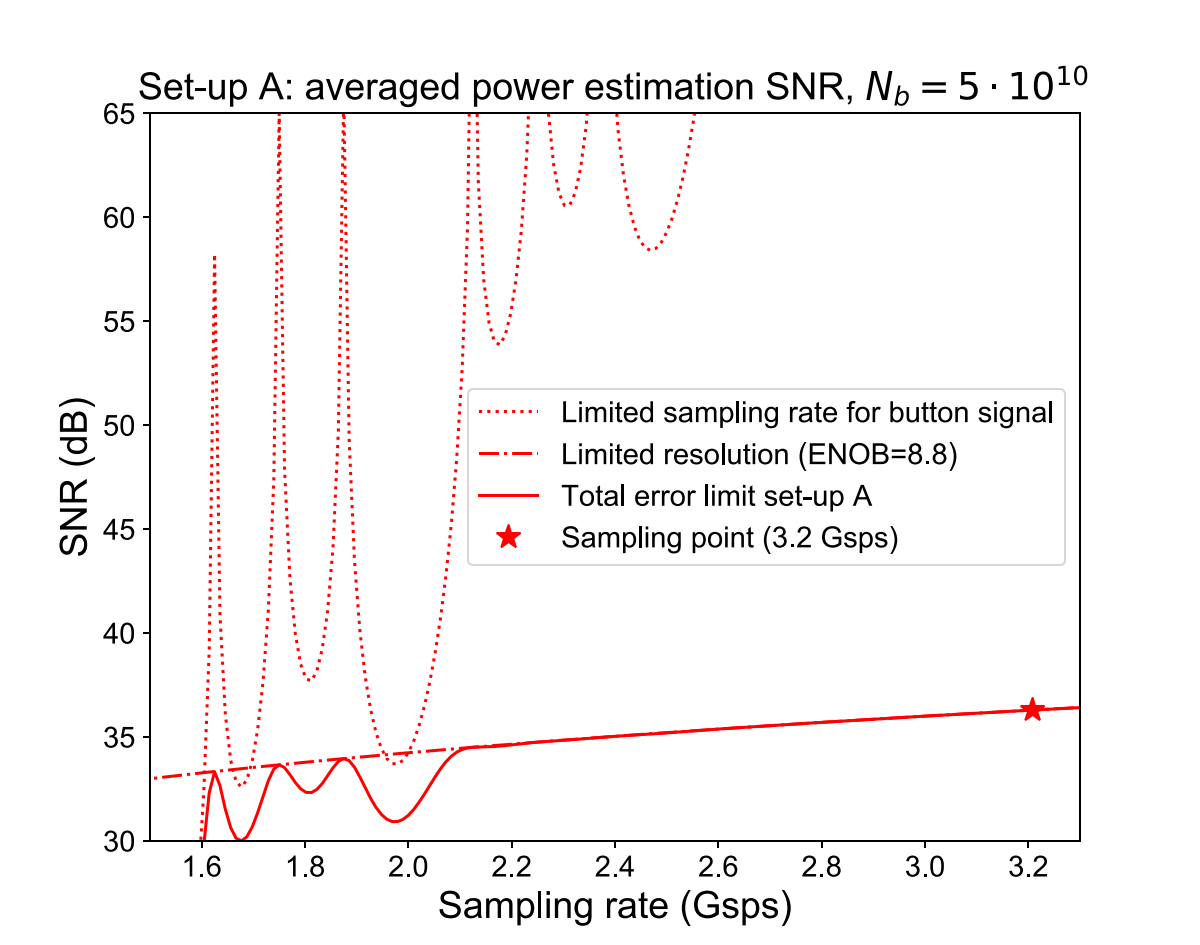 Set-up A: averaged power estimation SNR, $N_b = 5 \cdot 10^{10}$
65
60
55
50
45
40
35
30
SNR (dB)
Limited sampling rate for button signal
Limited resolution (ENOB=8.8)
Total error limit set-up A
Sampling point (3.2 Gsps)
1.6 1.8 2.0 2.2 2.4 2.6 2.8 3.0 3.2
Sampling rate (Gsps)